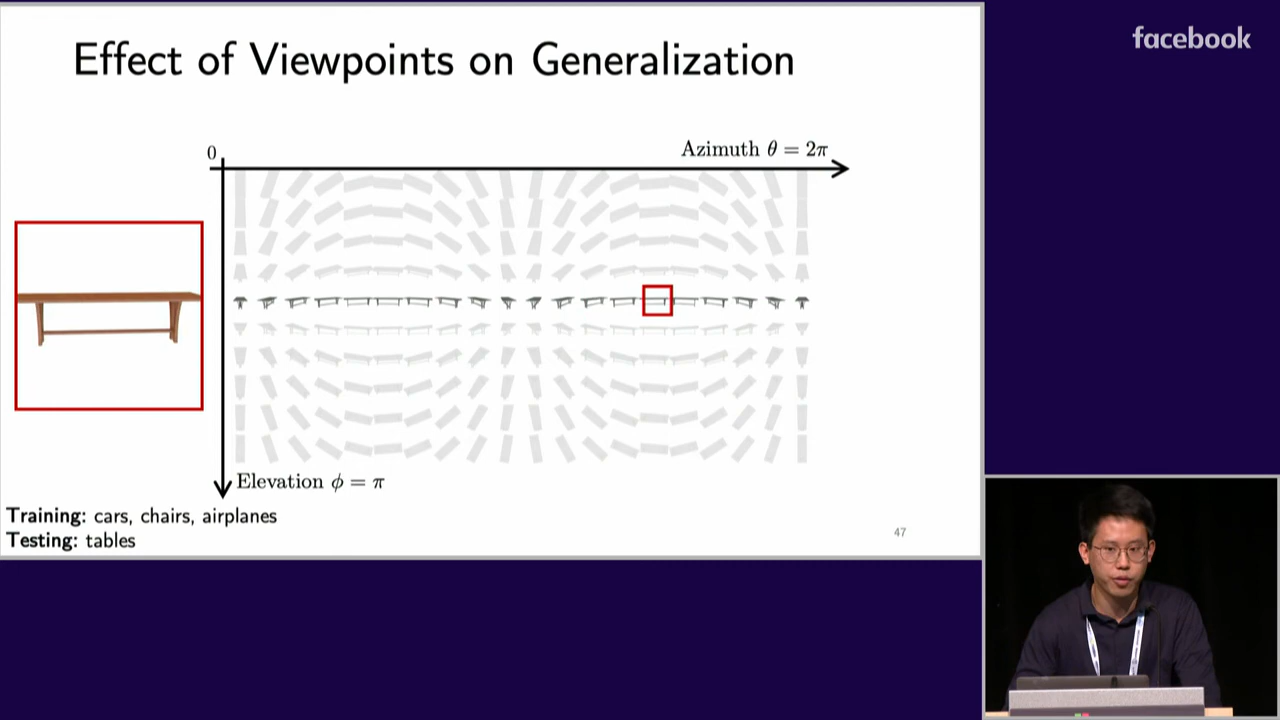 Effect of Viewpoints on Generalization
facebook
0
Azimuth θ = 2π
Elevation ϕ = π
Training: cars, chairs, airplanes
Testing: tables
47